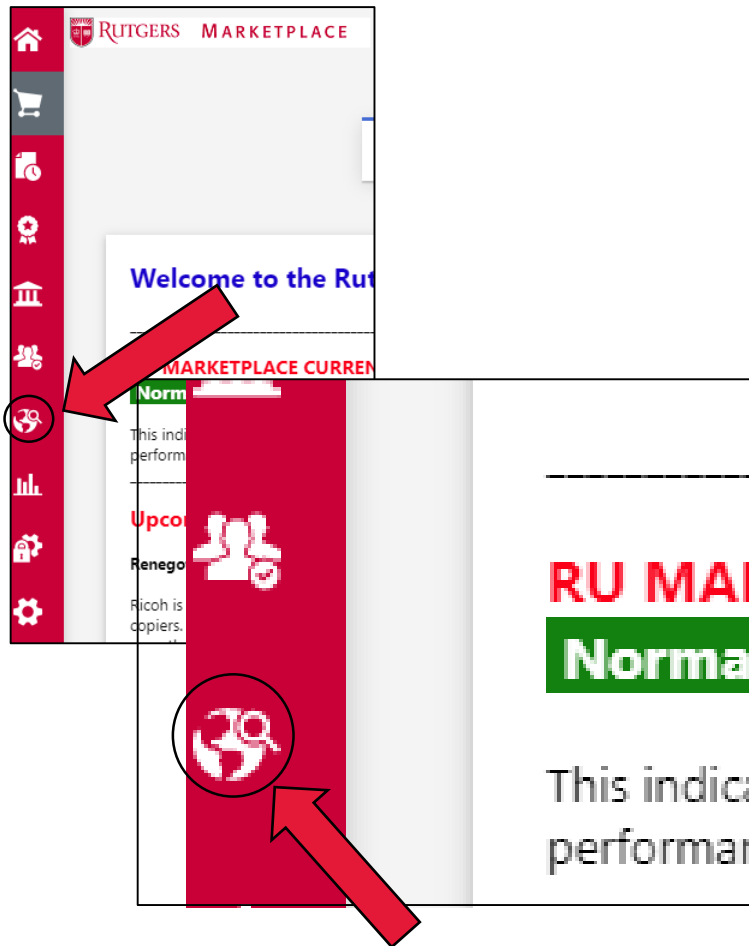 RUTGERS MARKETPLACE
Welcome to the Rut
MARKETPLACE CURREN
Norm
This indi
perform
Upco
Renego
Ricoh is
copiers.
RU MA
Norma
This indica
performan